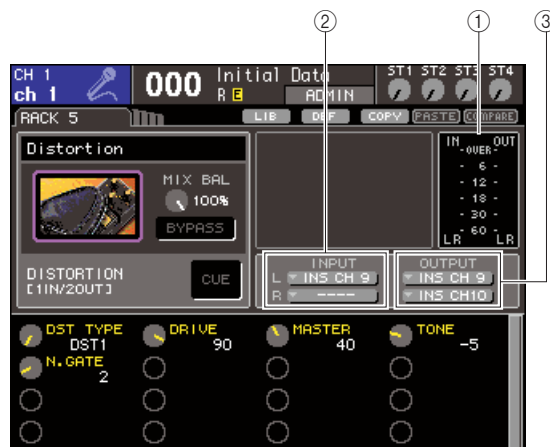 ② ① ③
CH 1
ch 1
000
Initial Data
R E ADMIN
ST1 ST2 ST3 ST4
RACK 5
LIB DEF COPY PASTE COMPARE
Distortion
MIX BAL
100%
BYPASS
DISTORTION
[1IN/2OUT]
CUE
IN OUT
-OVER-
- 6 -
- 12 -
- 18 -
- 30 -
- 60 -
LR LR
INPUT
L INS CH 9
R ----
OUTPUT
INS CH 9
INS CH10
DST TYPE
DST1
DRIVE
90
MASTER
40
TONE
-5
N.GATE
2